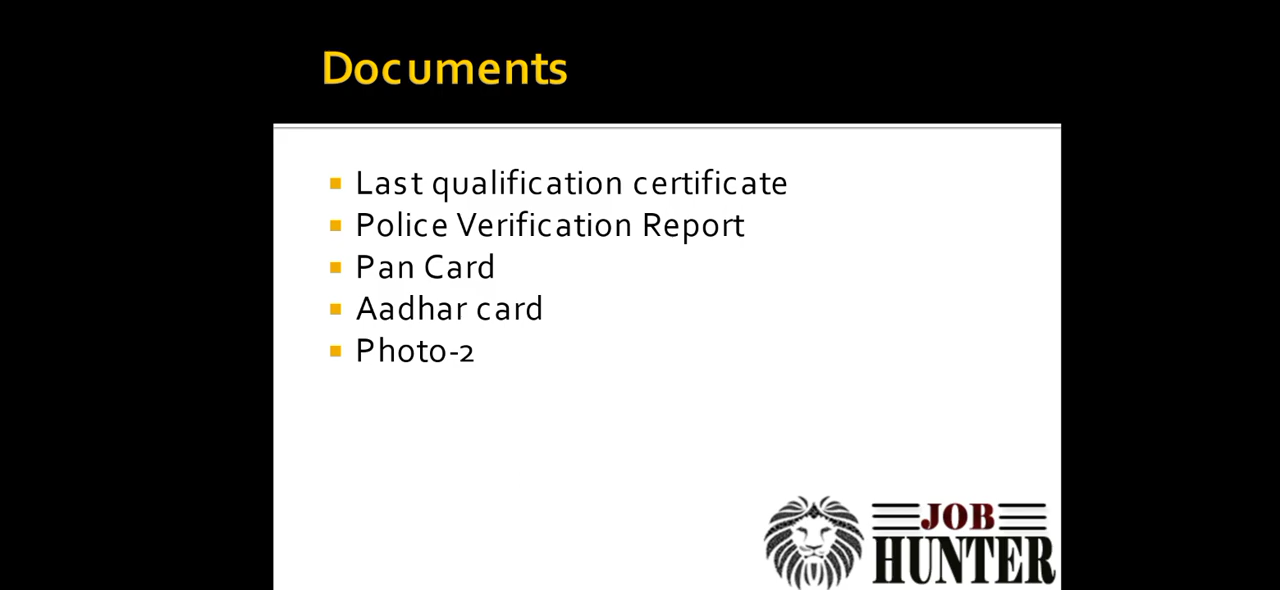 Documents
Last qualification certificate
Police Verification Report
Pan Card
Aadhar card
Photo-2
JOB
HUNTER